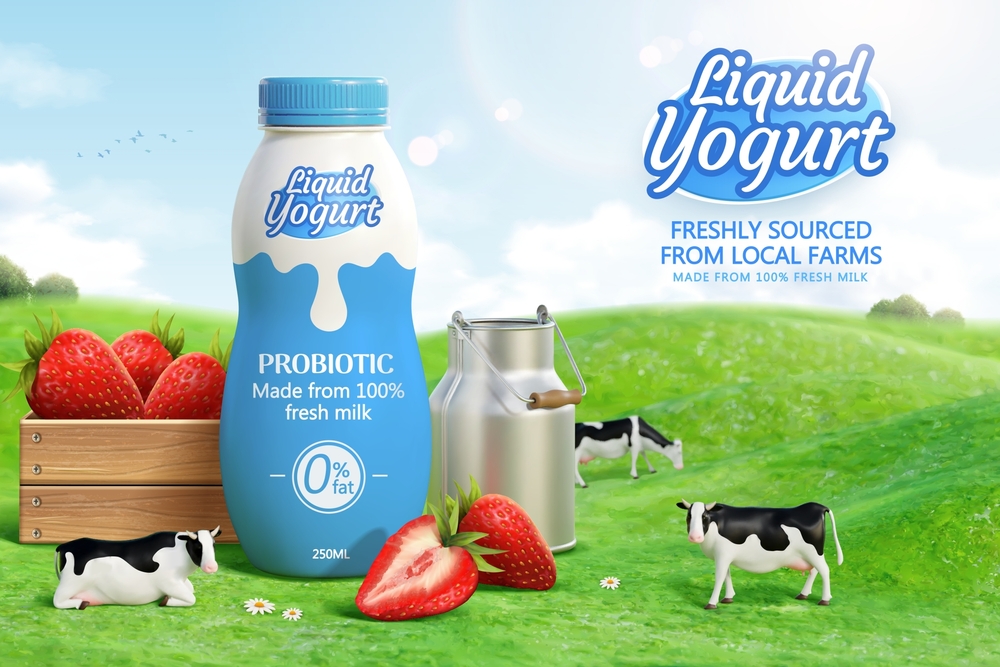 Liquid
Yogurt
PROBIOTIC
Made from 100%
fresh milk
0%
fat
250ML
Liquid
Yogurt
FRESHLY SOURCED
FROM LOCAL FARMS
MADE FROM 100% FRESH MILK